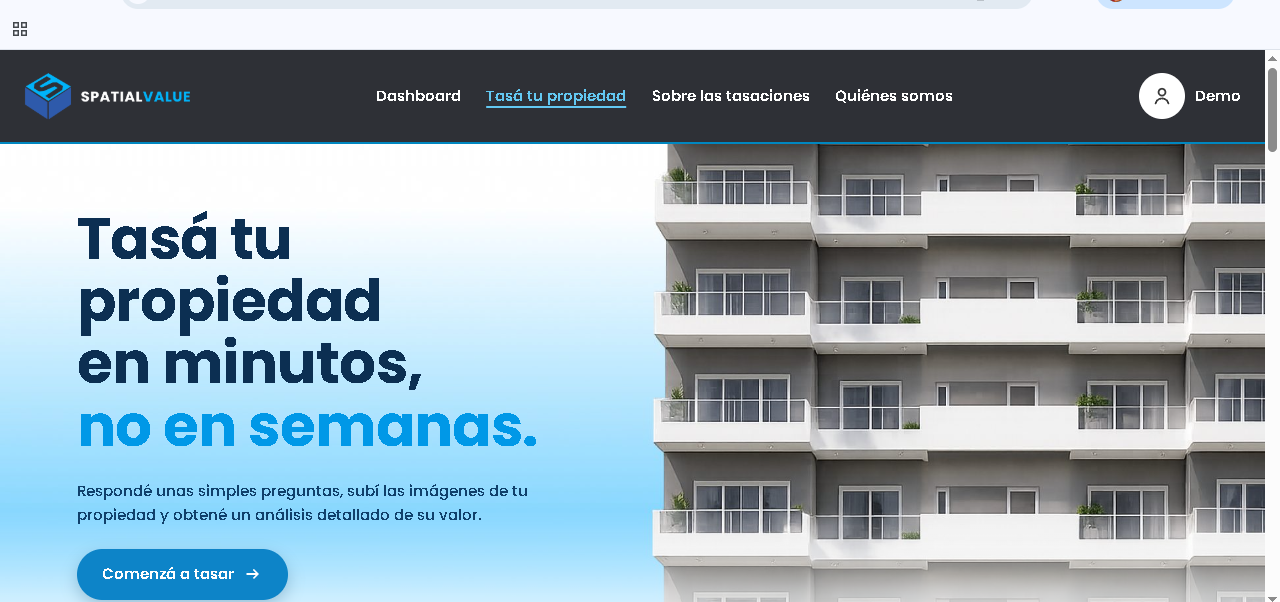 SPATIALVALUE
Dashboard
Tasá tu propiedad
Sobre las tasaciones
Quiénes somos
Demo
Tasá tu
propiedad
en minutos,
no en semanas.
Respondé unas simples preguntas, subí las imágenes de tu
propiedad y obtené un análisis detallado de su valor.
Comenzá a tasar →